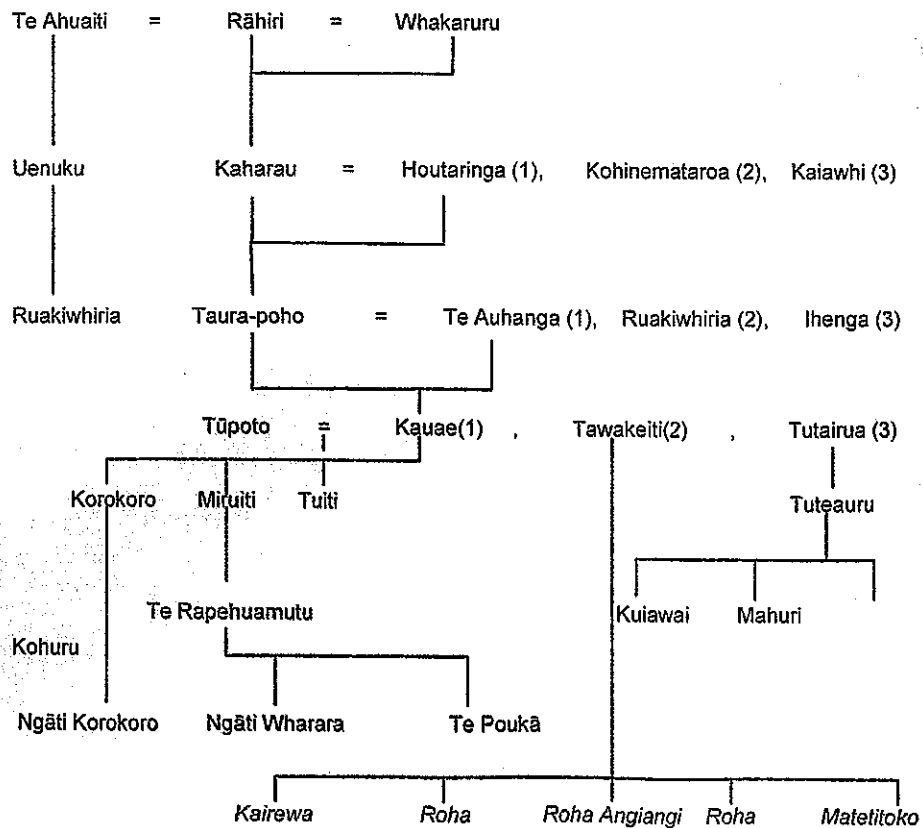 Te Ahuaiti = Rāhiri = Whakaruru
Uenuku Kaharau = Houtaringa (1), Kohinemataroa (2), Kaiawhi (3)
Ruakiwhiria Taura-poho = Te Auhanga (1), Ruakiwhiria (2), Ihenga (3)
Tūpoto = Kauae(1) , Tawakeiti(2) , Tutairua (3)
Korokoro Miruiti Tuiti Tuteauru
Te Rapehuamutu Kuiawai Mahuri
Kohuru
Ngāti Korokoro Ngāti Wharara Te Poukā
Kairewa Roha Roha Angiangi Roha Matetitoko